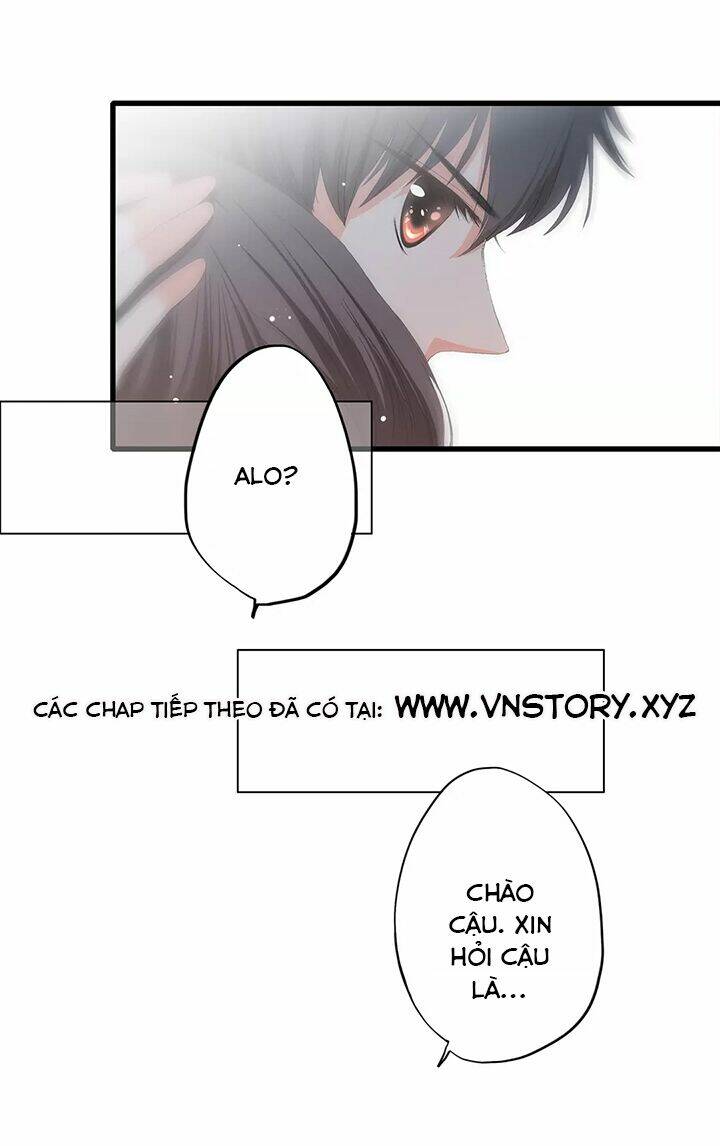 ALO?
CÁC CHAP TIẾP THEO ĐÃ CÓ TẠI: WWW.VNSTORY.XYZ
CHÀO
CẬU. XIN
HỎI CẬU
LÀ...